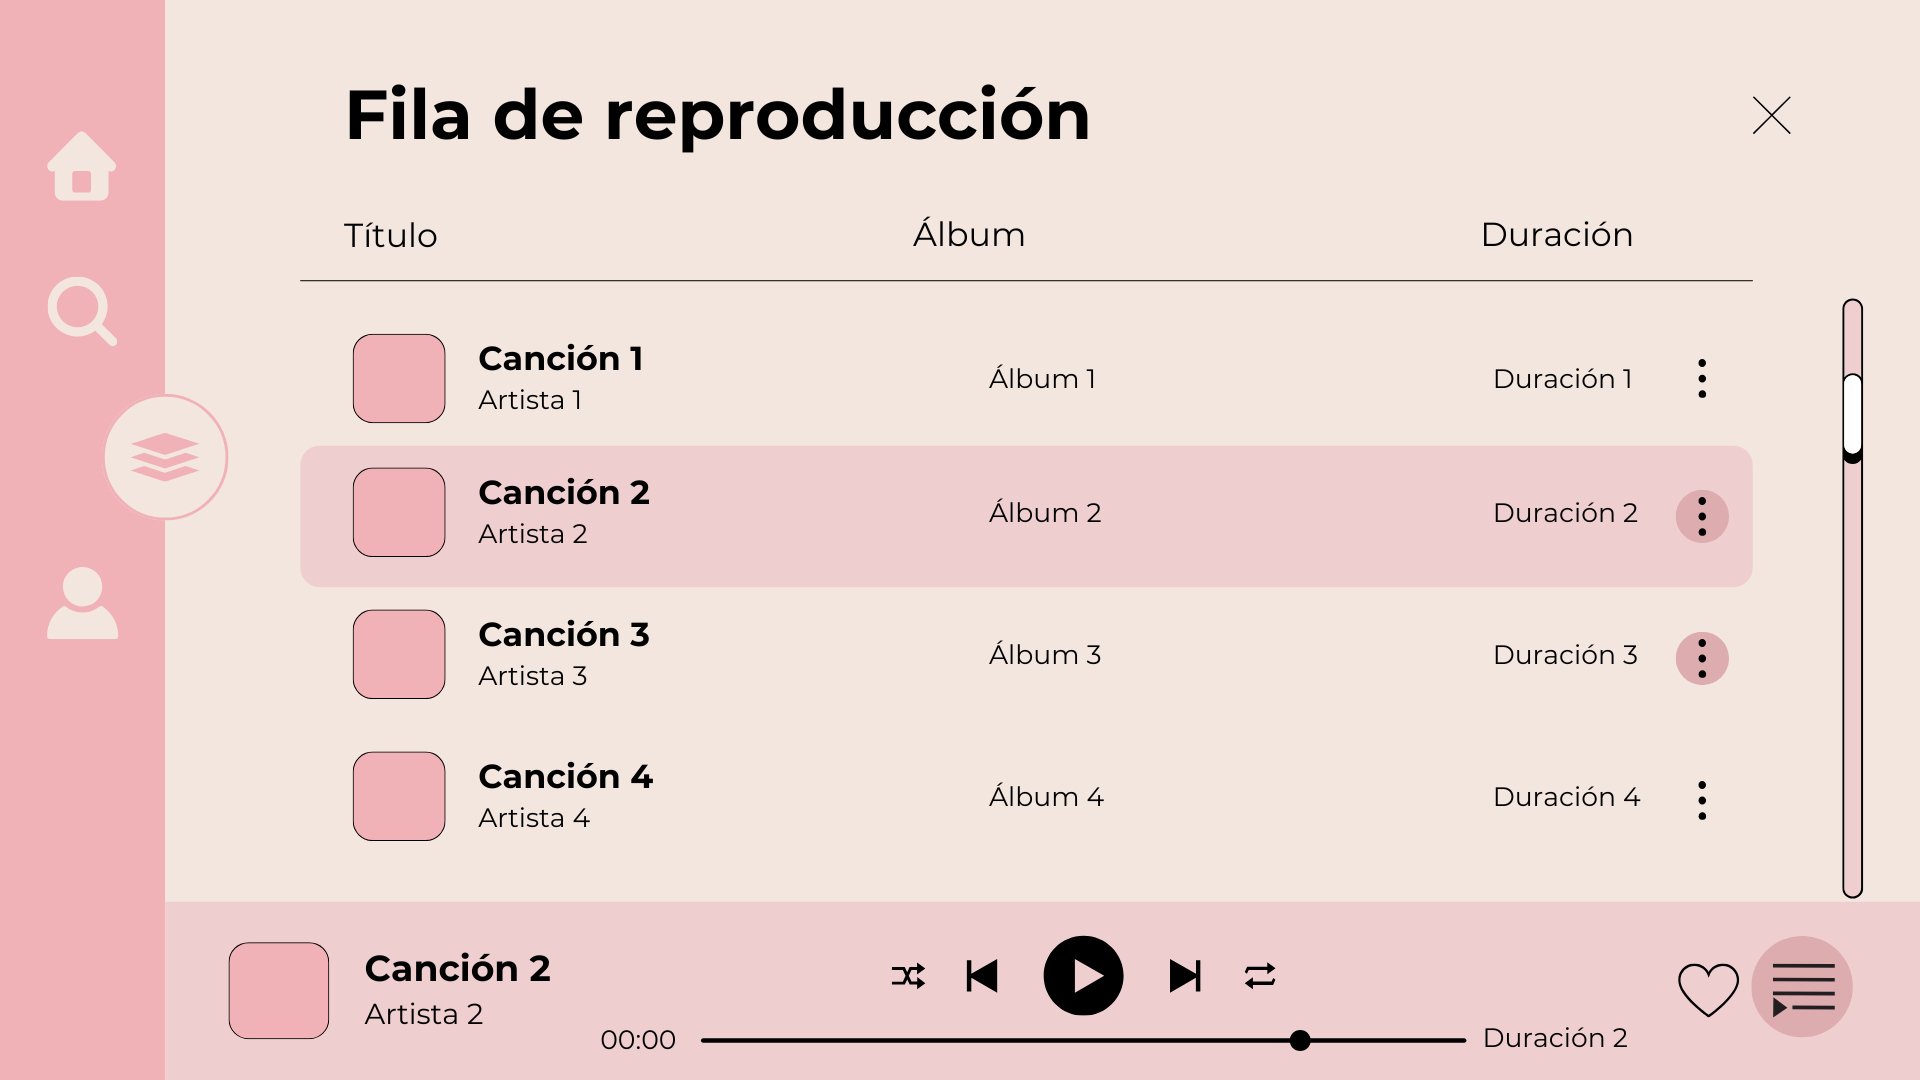 Fila de reproducción
Título Álbum Duración
Canción 1
Artista 1
Álbum 1
Duración 1
Canción 2
Artista 2
Álbum 2
Duración 2
Canción 3
Artista 3
Álbum 3
Duración 3
Canción 4
Artista 4
Álbum 4
Duración 4
Canción 2
Artista 2
00:00
Duración 2